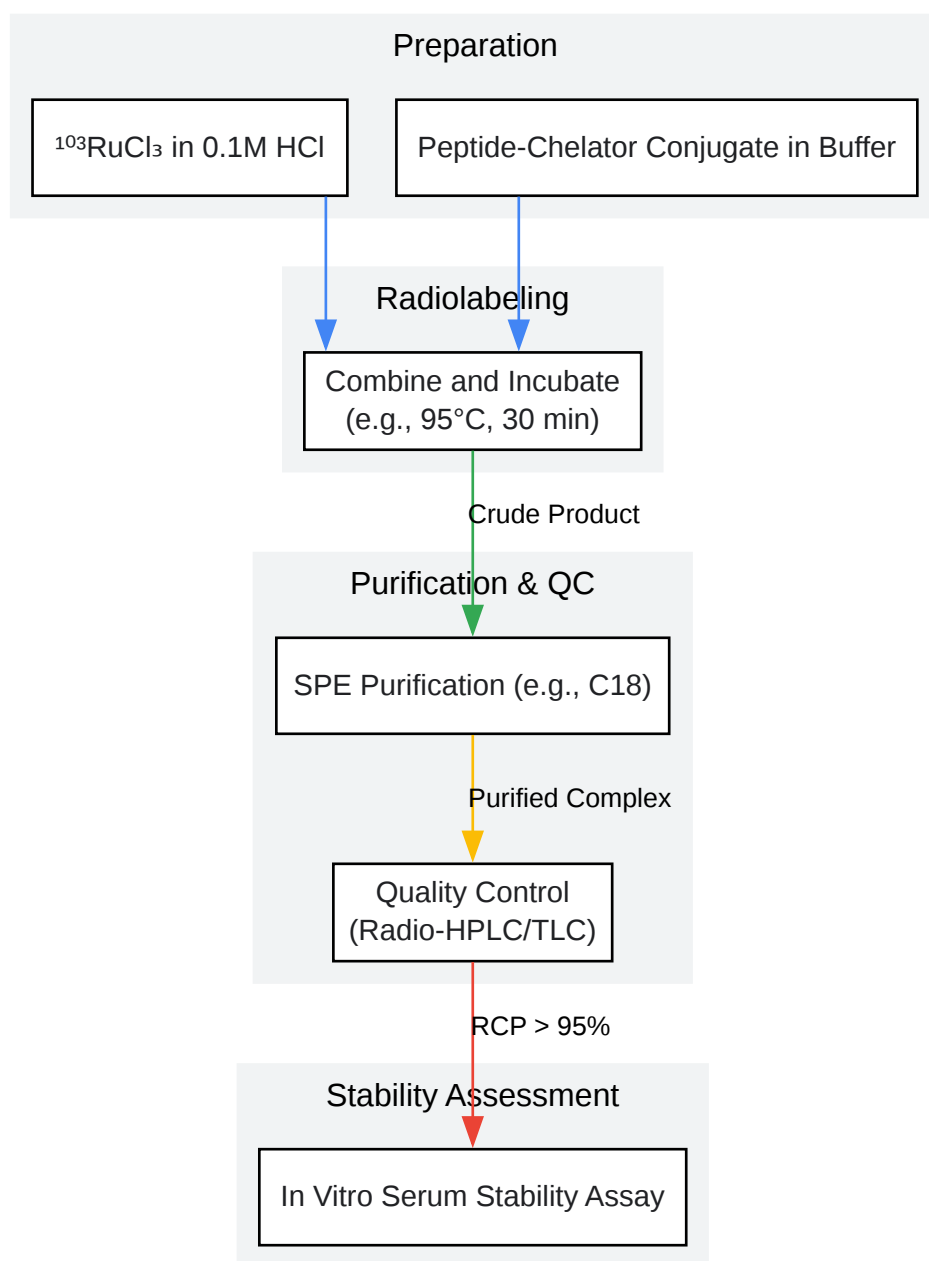 Preparation
¹⁰³RuCl₃ in 0.1M HCl
Peptide-Chelator Conjugate in Buffer
Radiolabeling
Combine and Incubate
(e.g., 95°C, 30 min)
Crude Product
Purification & QC
SPE Purification (e.g., C18)
Purified Complex
Quality Control
(Radio-HPLC/TLC)
RCP > 95%
Stability Assessment
In Vitro Serum Stability Assay